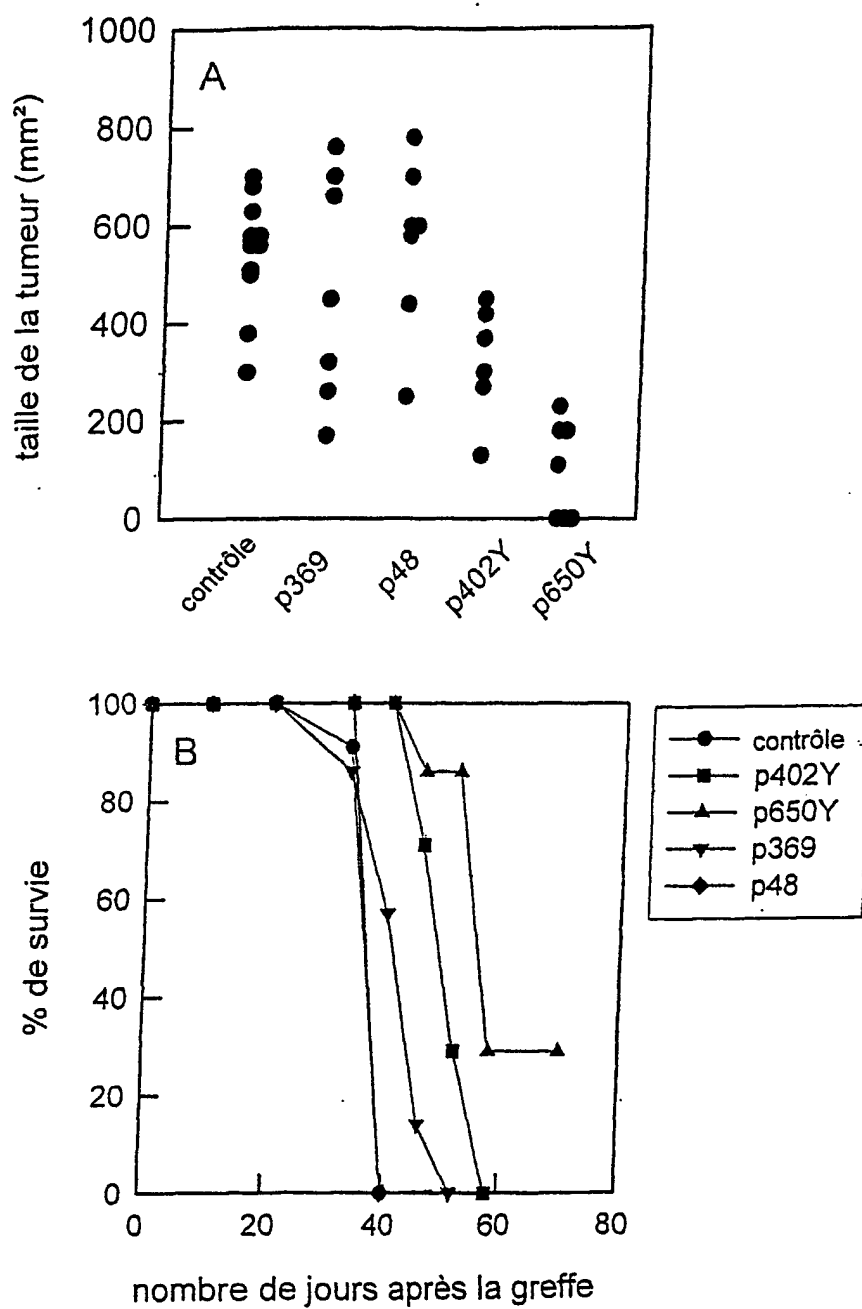 1000
A
800
600
400
200
0
taille de la tumeur (mm²)
contrôle
p369
p48
p402Y
p650Y
100
B
80
60
40
20
0
% de survie
0
20
40
60
80
nombre de jours après la greffe
contrôle
p402Y
p650Y
p369
p48